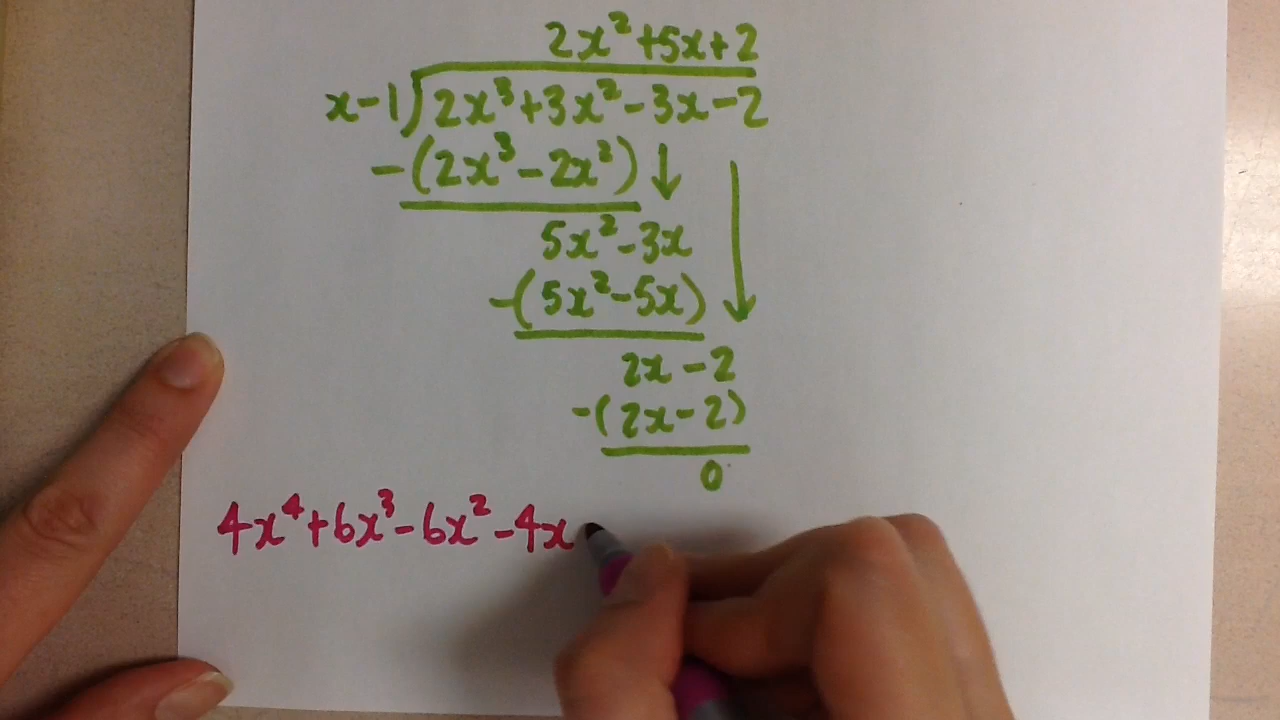 2x²+5x+2
x-1)2x³+3x²-3x-2
-(2x³-2x²)
5x²-3x
-(5x²-5x)
2x-2
-(2x-2)
0
4x⁴+6x³-6x²-4x